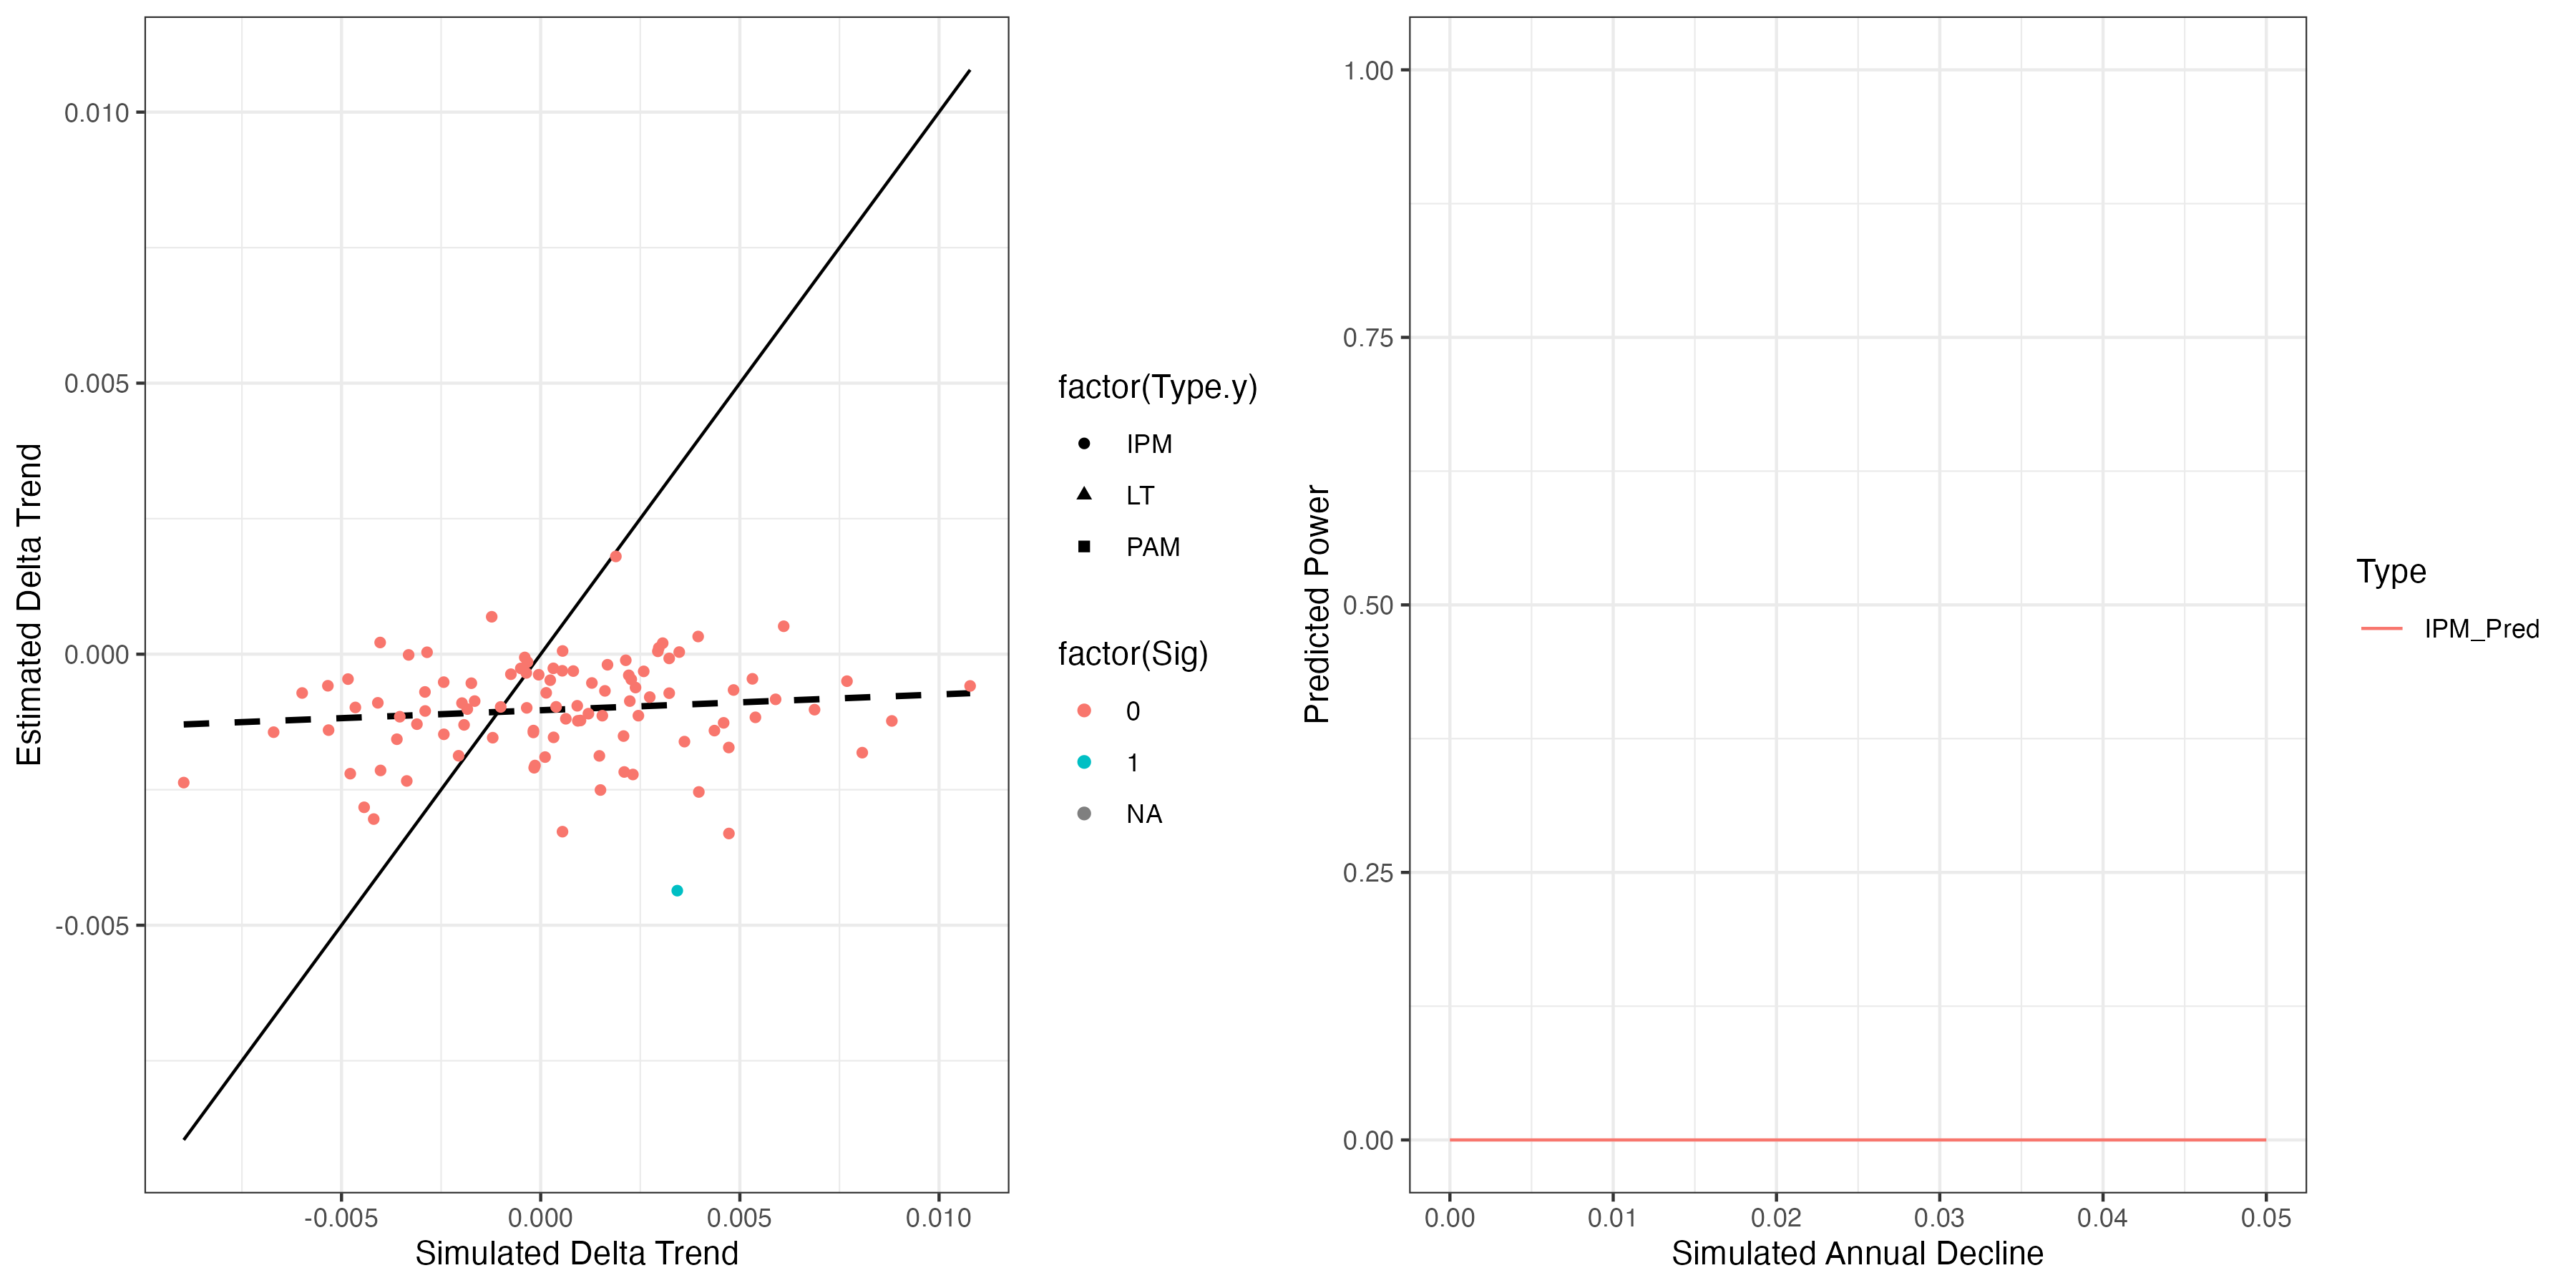 Estimated Delta Trend
0.010
0.005
0.000
-0.005
-0.005
0.000
0.005
0.010
Simulated Delta Trend
factor(Type.y)
IPM
LT
PAM
factor(Sig)
0
1
NA
Predicted Power
1.00
0.75
0.50
0.25
0.00
0.00
0.01
0.02
0.03
0.04
0.05
Simulated Annual Decline
Type
IPM_Pred